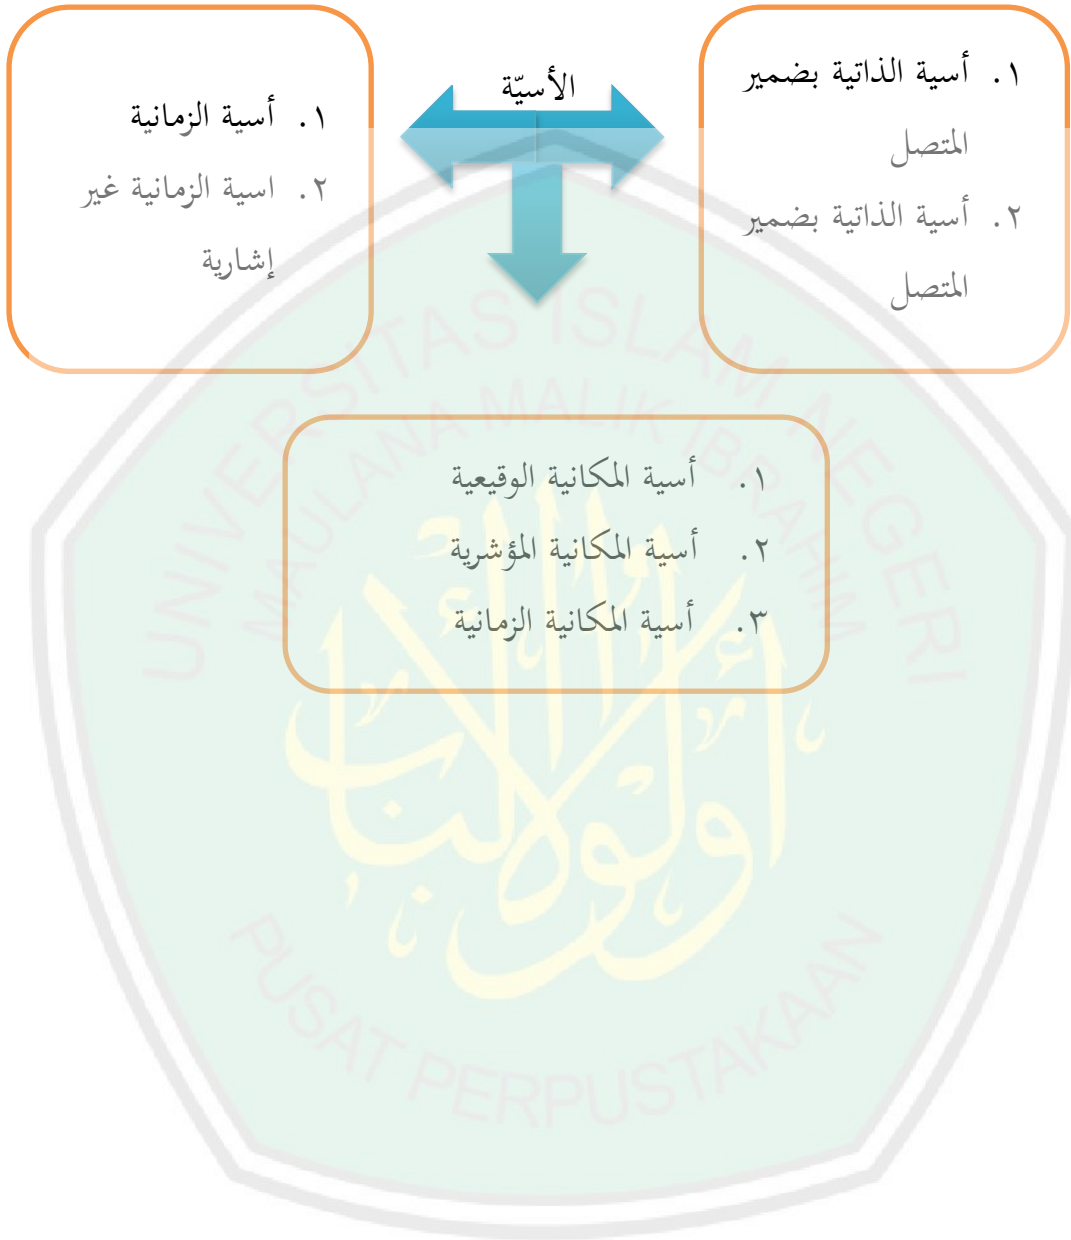 الأسيّة
١. أسية الذاتية بضمير
المتصل
٢. أسية الذاتية بضمير
المتصل
١. أسية الزمانية
٢. اسية الزمانية غير
إشارية
١. أسية المكانية الوقيعية
٢. أسية المكانية المؤشرية
٣. أسية المكانية الزمانية
UNIVERSITAS ISLAM NEGERI
MAULANA MALIK IBRAHIM
PUSAT PERPUSTAKAAN